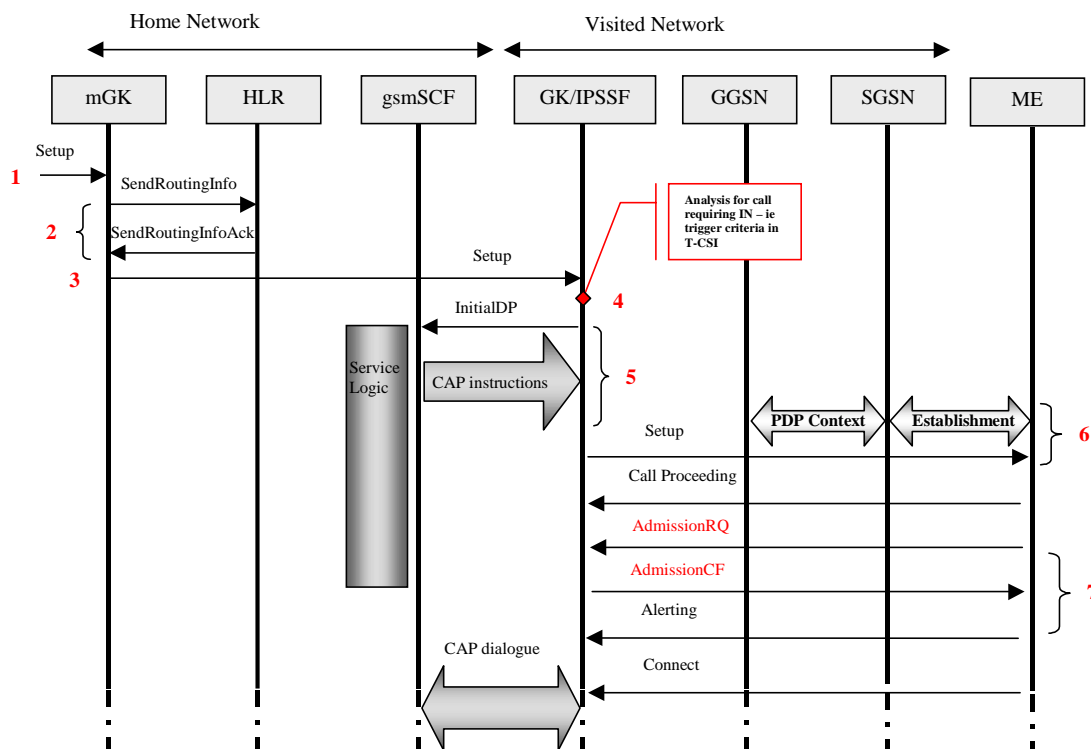 Home Network
Visited Network
mGK
HLR
gsmSCF
GK/IPSSF
GGSN
SGSN
ME
Setup
1
SendRoutingInfo
2
SendRoutingInfoAck
3
Setup
Analysis for call
requiring IN – ie
trigger criteria in
T-CSI
4
InitialDP
Service
Logic
CAP instructions
5
PDP Context
Establishment
6
Setup
Call Proceeding
AdmissionRQ
AdmissionCF
7
Alerting
CAP dialogue
Connect